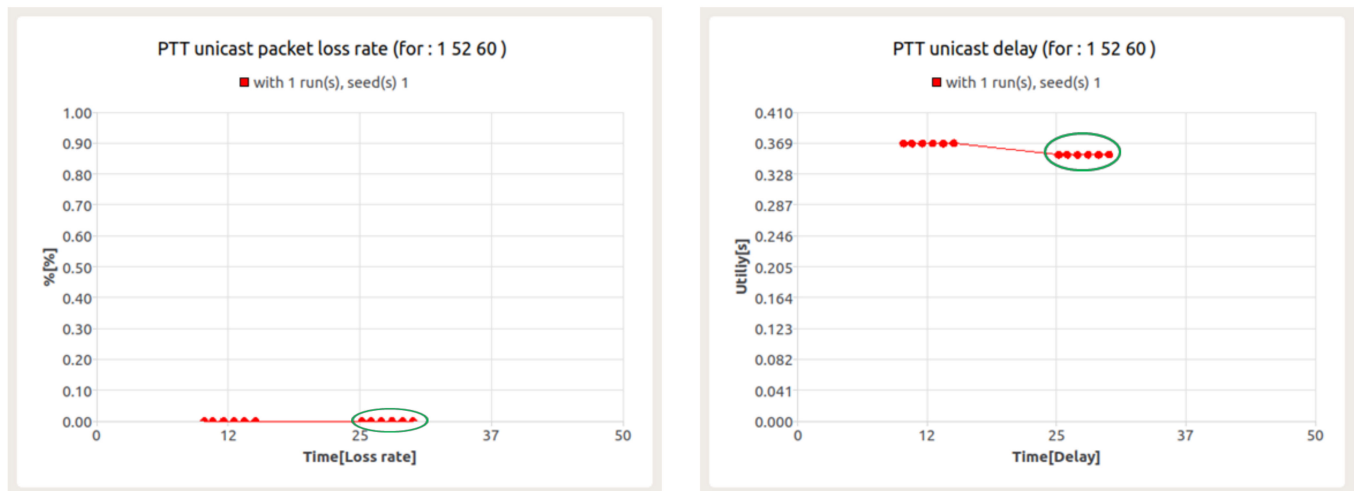 PTT unicast packet loss rate (for : 1 52 60 )
with 1 run(s), seed(s) 1
1.00
0.90
0.80
0.70
0.60
0.50
0.40
0.30
0.20
0.10
0.00
%[%]
0 12 25 37 50
Time[Loss rate]
PTT unicast delay (for : 1 52 60 )
with 1 run(s), seed(s) 1
0.410
0.369
0.328
0.287
0.246
0.205
0.164
0.123
0.082
0.041
0.000
Utiliy[s]
0 12 25 37 50
Time[Delay]